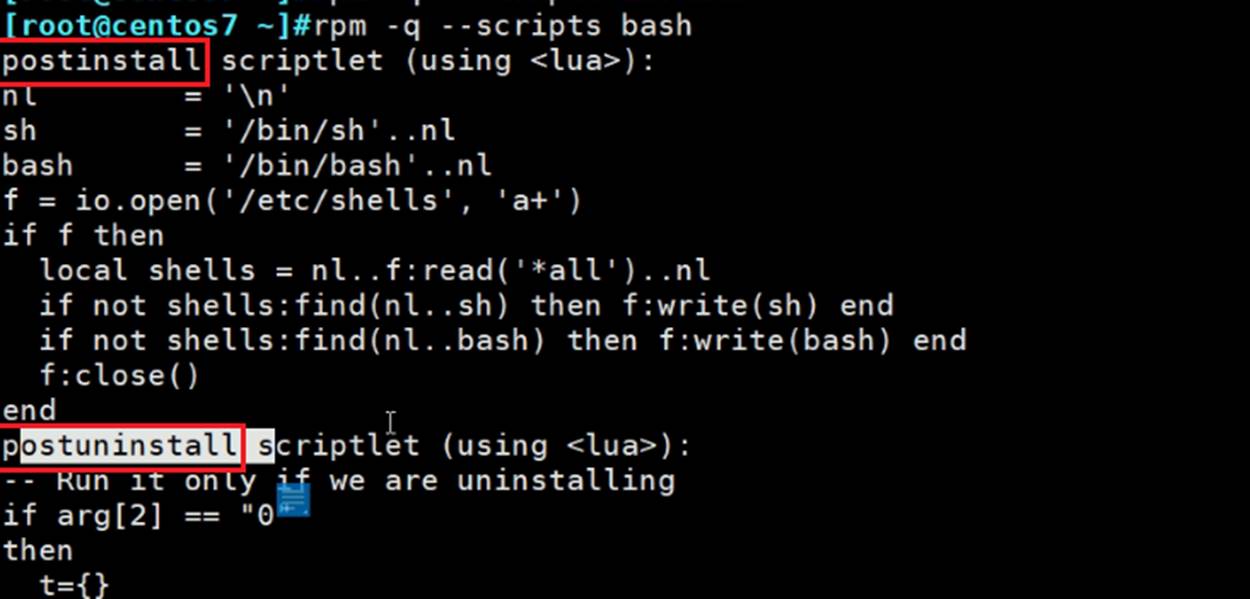 [root@centos7 ~]#rpm -q --scripts bash
postinstall scriptlet (using <lua>):
nl        = '\n'
sh        = '/bin/sh'..nl
bash      = '/bin/bash'..nl
f = io.open('/etc/shells', 'a+')
if f then
  local shells = nl..f:read('*all')..nl
  if not shells:find(nl..sh) then f:write(sh) end
  if not shells:find(nl..bash) then f:write(bash) end
  f:close()
end
postuninstall scriptlet (using <lua>):
-- Run it only if we are uninstalling
if arg[2] == "0
then
  t={}